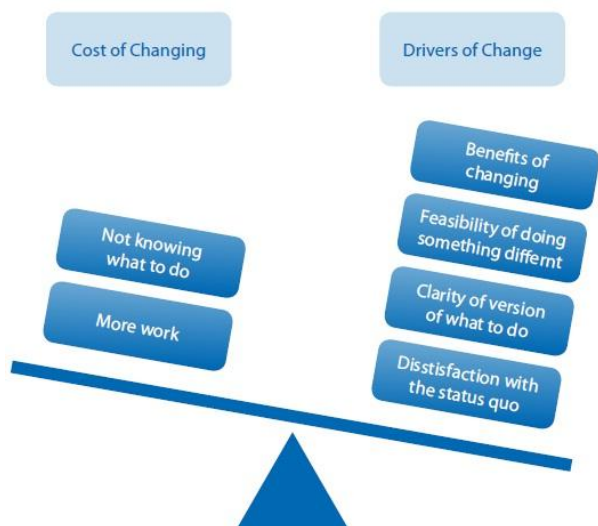 Cost of Changing
Drivers of Change
Not knowing
what to do
More work
Benefits of
changing
Feasibility of doing
something differnt
Clarity of version
of what to do
Disstisfaction with
the status quo